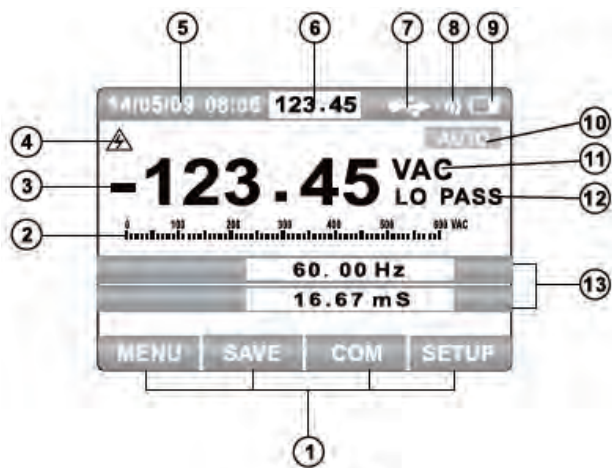 5 6 7 8 9
14/05/09 08:06 123.45
AUTO 10
4
3 -123.45 VAC 11
LO PASS 12
0 100 200 300 400 500 600 VAC
2
60.00 Hz
16.67 mS
13
MENU SAVE COM SETUP
1